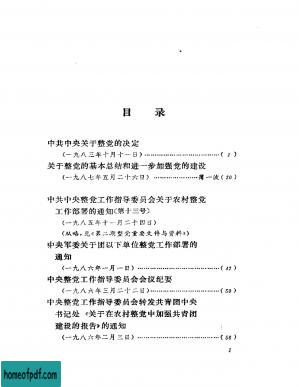 目 录
中共中央关于整党的决定
(一九八三年十月十一日)……………………(1)
关于整党的基本总结和进一步加强党的建设
(一九八七年五月二十六日)…………薄一波(20)
中共中央整党工作指导委员会关于农村整党
工作部署的通知(第十三号)
(一九八五年十一月二十四日)
(从略,见《第二期整党重要文件与资料》)
中央军委关于团以下单位整党工作部署的
通知
(一九八六年一月一日)……………………(47)
中央整党工作指导委员会会议纪要
(一九八六年三月二十二日)…………………(50)
中央整党工作指导委员会转发共青团中央
书记处《关于在农村整党中加强共青团
建设的报告》的通知
(一九八六年二月三日)……………………(56)
1
homeofpdf.com
homeofpdf.com